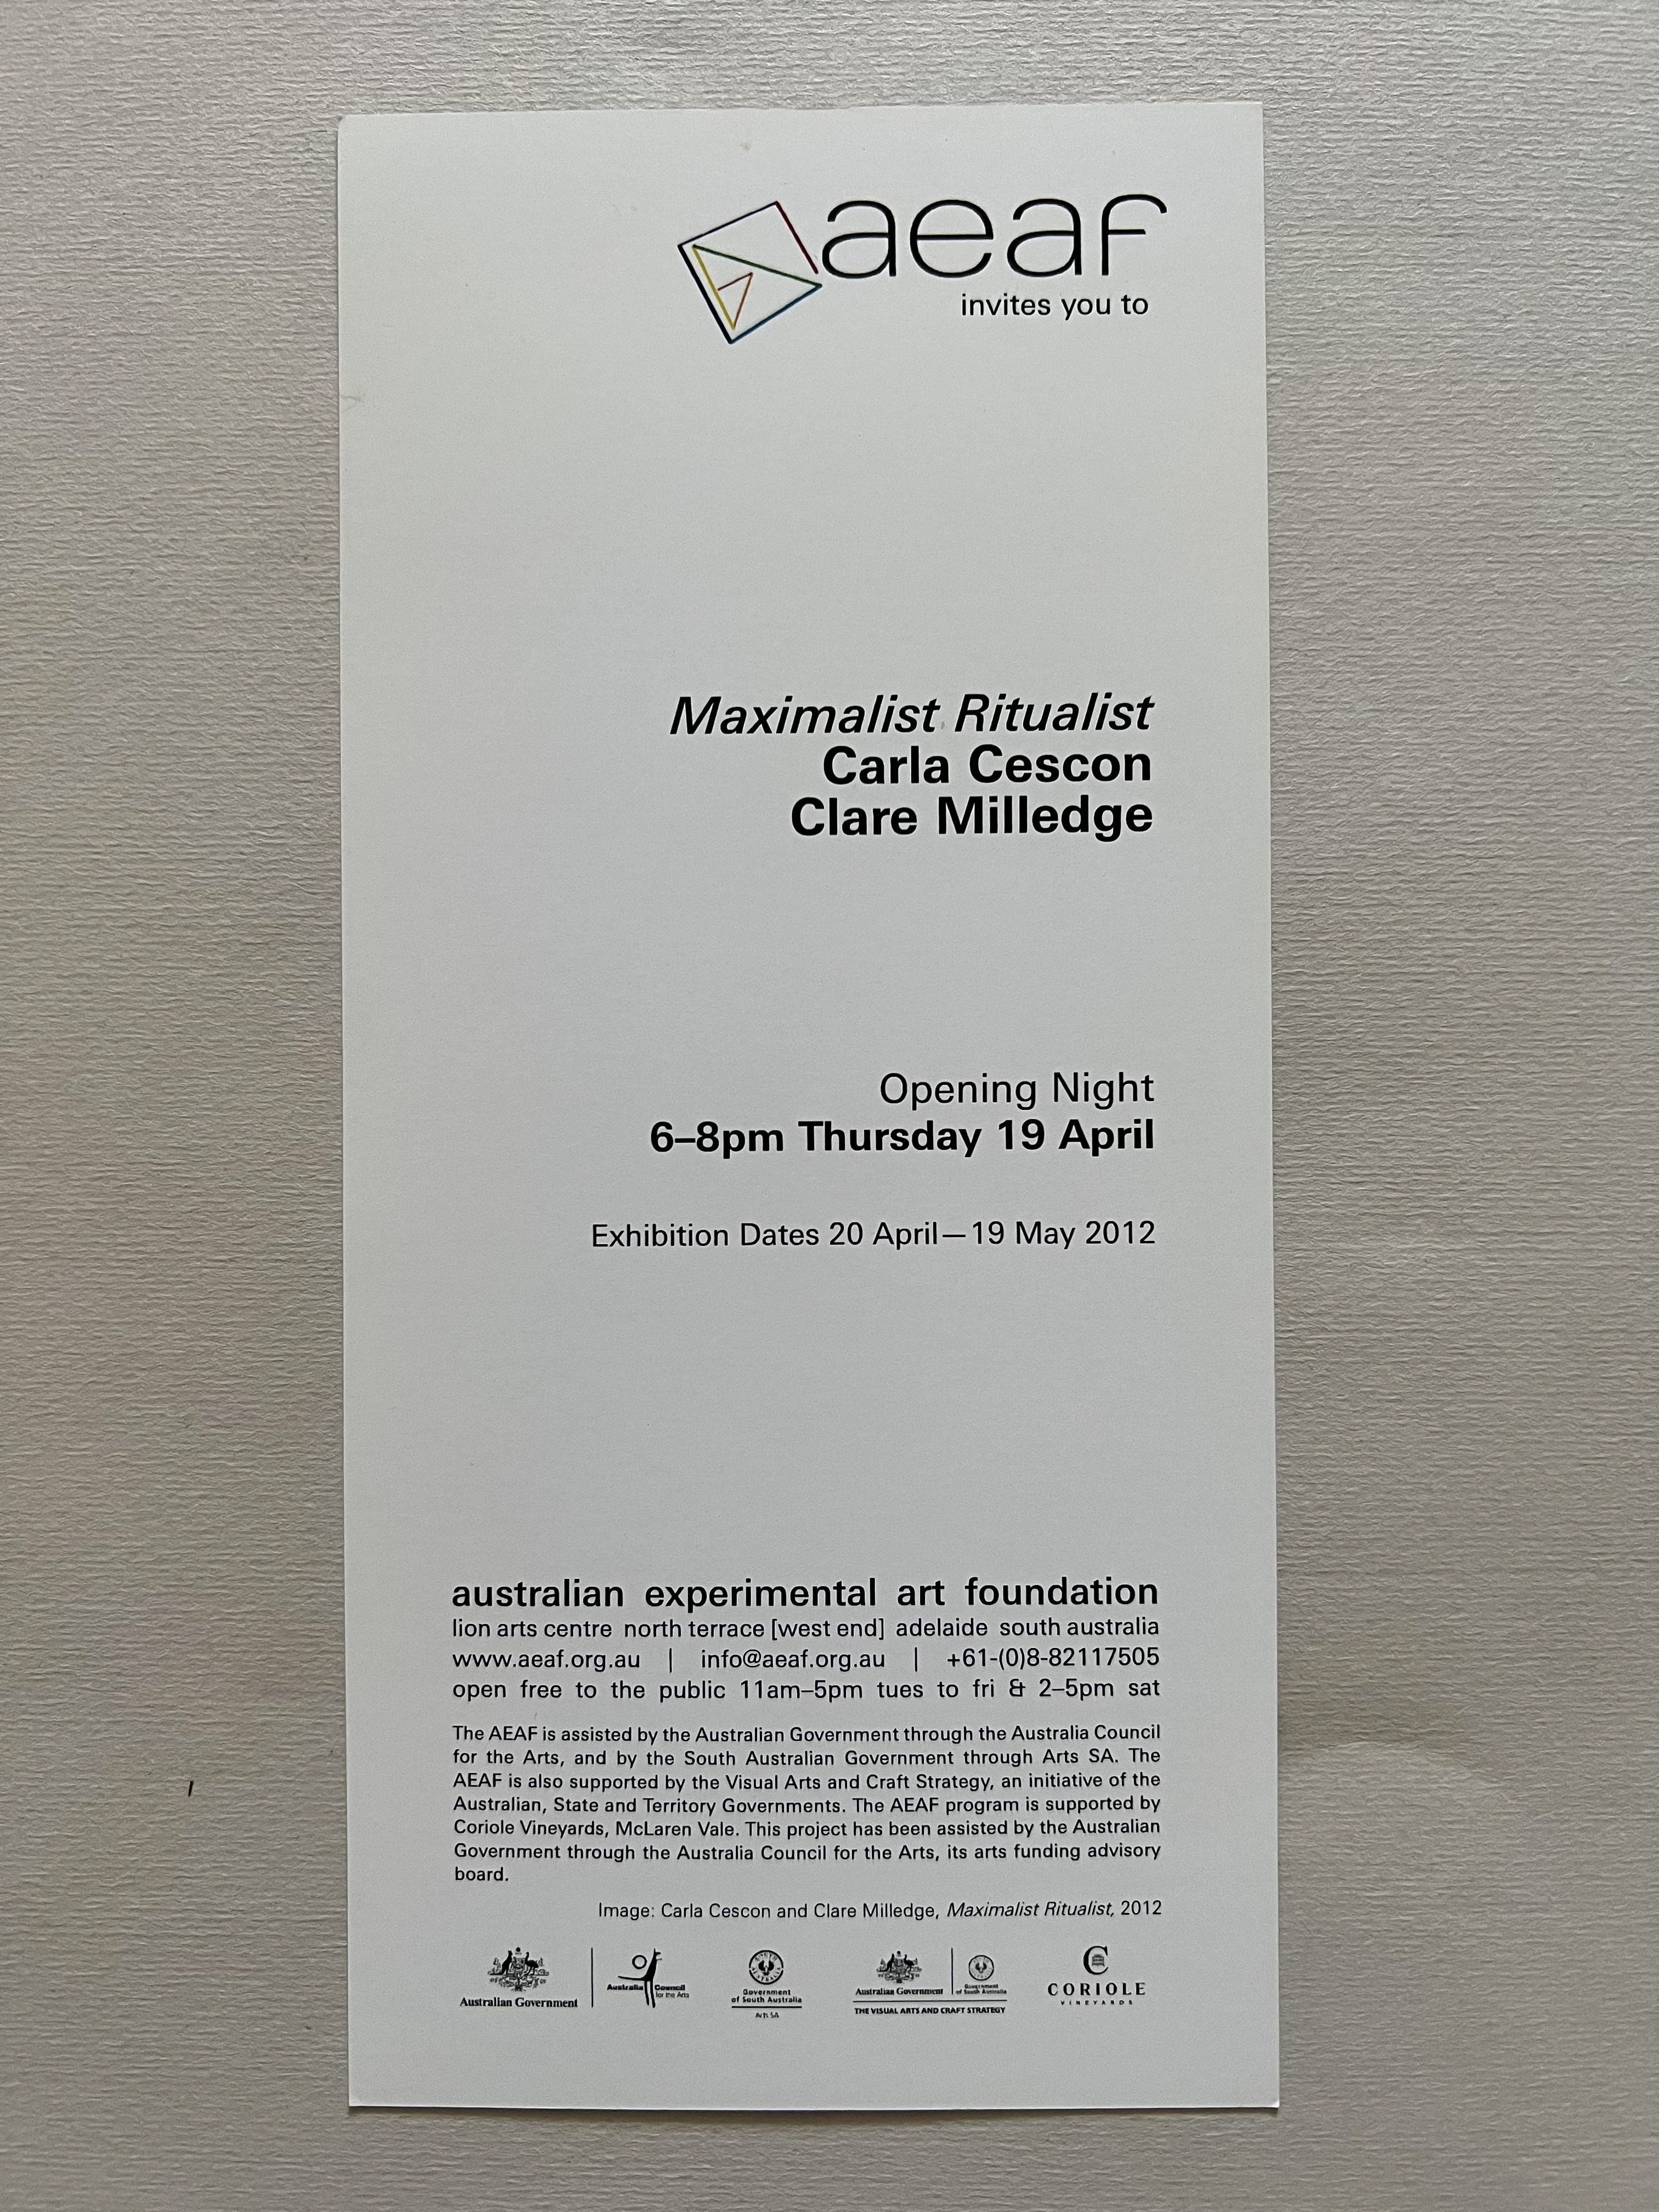 aeaf
invites you to
Maximalist Ritualist
Carla Cescon
Clare Milledge
Opening Night
6–8pm Thursday 19 April
Exhibition Dates 20 April—19 May 2012
australian experimental art foundation
lion arts centre north terrace [west end] adelaide south australia
www.aeaf.org.au | info@aeaf.org.au | +61-(0)8-82117505
open free to the public 11am–5pm tues to fri & 2–5pm sat
The AEAF is assisted by the Australian Government through the Australia Council
for the Arts, and by the South Australian Government through Arts SA. The
AEAF is also supported by the Visual Arts and Craft Strategy, an initiative of the
Australian, State and Territory Governments. The AEAF program is supported by
Coriole Vineyards, McLaren Vale. This project has been assisted by the Australian
Government through the Australia Council for the Arts, its arts funding advisory
board.
Image: Carla Cescon and Clare Milledge, Maximalist Ritualist, 2012
Australian Government
Australia Council
for the Arts
Government
of South Australia
Arts SA
Australian Government
Government
of South Australia
THE VISUAL ARTS AND CRAFT STRATEGY
C
CORIOLE
VINEYARDS